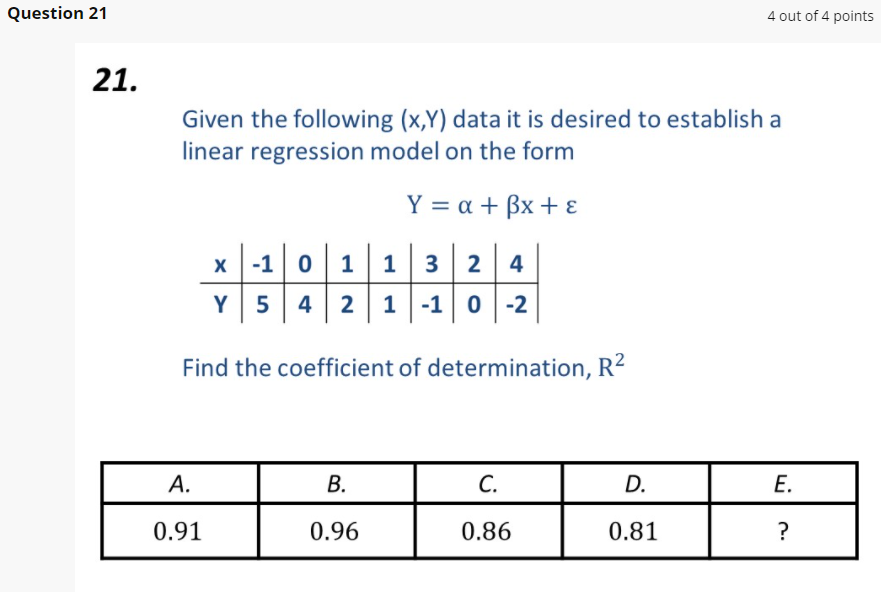 Question 21
4 out of 4 points
21.
Given the following (x,Y) data it is desired to establish a
linear regression model on the form
Y = α + βx + ε
x -1 0 1 1 3 2 4
Y 5 4 2 1 -1 0 -2
Find the coefficient of determination, R²
A. B. C. D. E.
0.91 0.96 0.86 0.81 ?